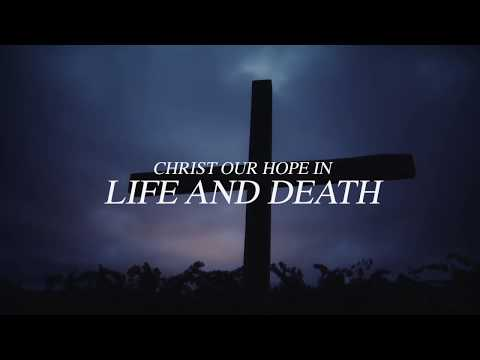 CHRIST OUR HOPE IN
LIFE AND DEATH